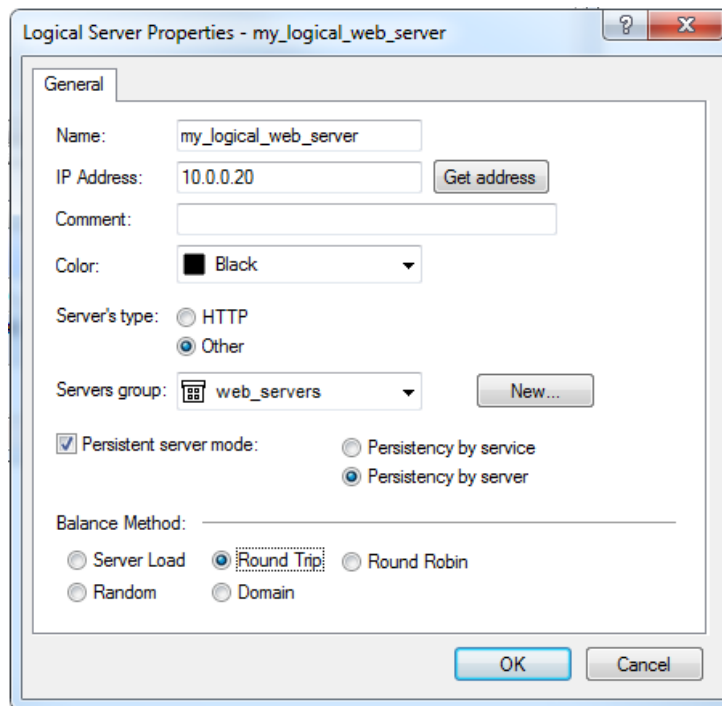 Logical Server Properties - my_logical_web_server
General
Name: my_logical_web_server
IP Address: 10.0.0.20 Get address
Comment:
Color: Black
Server's type: HTTP
Other
Servers group: web_servers New...
Persistent server mode: Persistency by service
Persistency by server
Balance Method:
Server Load Round Trip Round Robin
Random Domain
OK Cancel